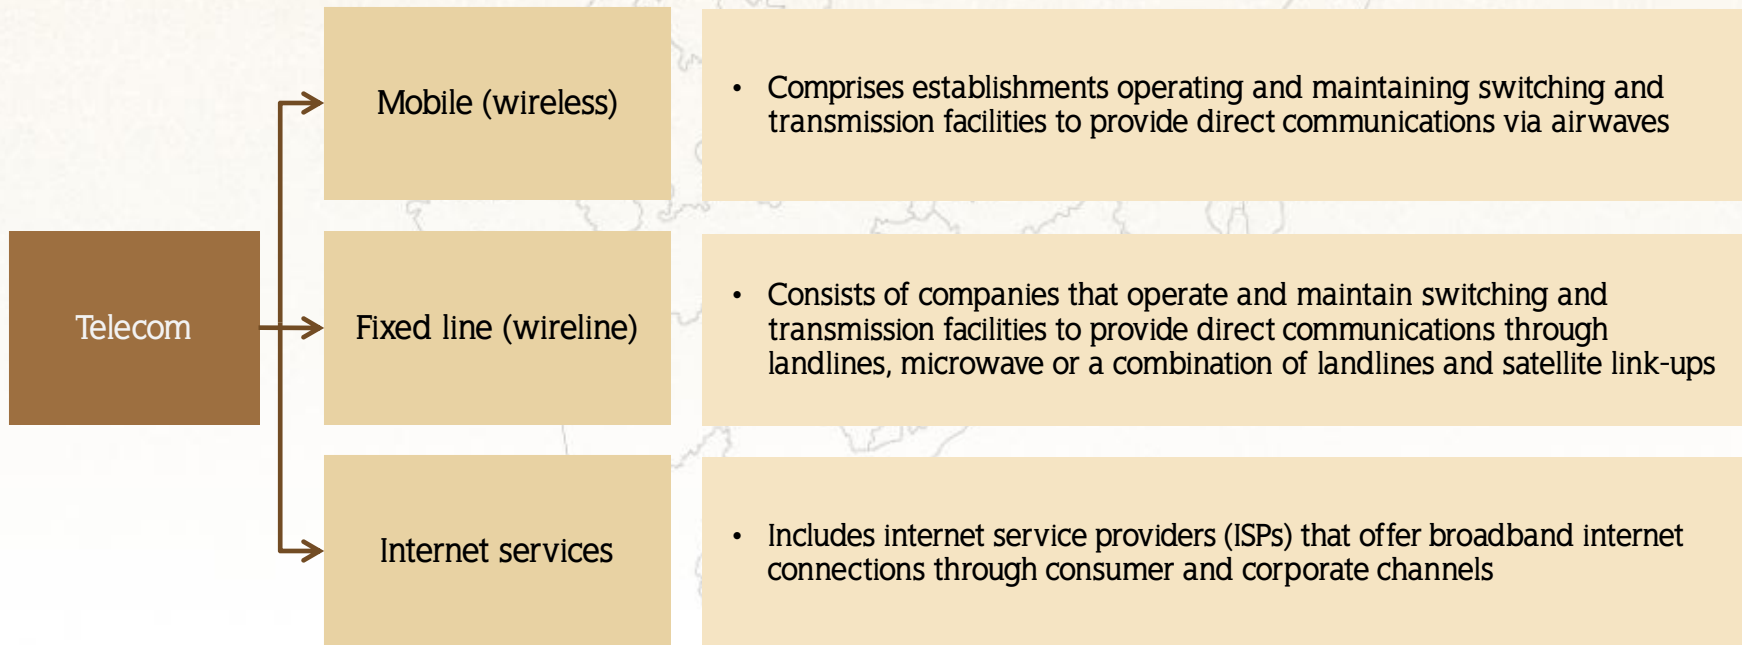 Telecom
Mobile (wireless)
• Comprises establishments operating and maintaining switching and
transmission facilities to provide direct communications via airwaves
Fixed line (wireline)
• Consists of companies that operate and maintain switching and
transmission facilities to provide direct communications through
landlines, microwave or a combination of landlines and satellite link-ups
Internet services
• Includes internet service providers (ISPs) that offer broadband internet
connections through consumer and corporate channels